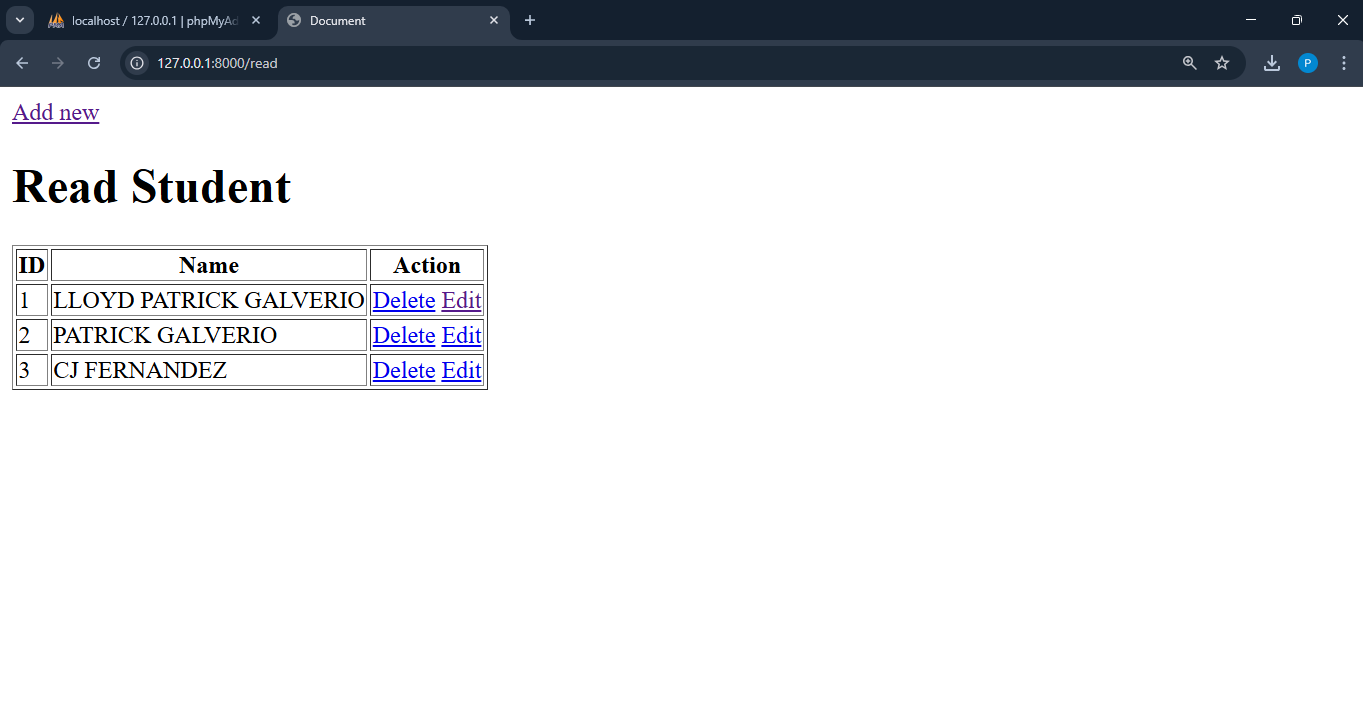 localhost / 127.0.0.1 | phpMyAd
Document
127.0.0.1:8000/read
P
Add new
Read Student
ID Name Action
1 LLOYD PATRICK GALVERIO Delete Edit
2 PATRICK GALVERIO Delete Edit
3 CJ FERNANDEZ Delete Edit